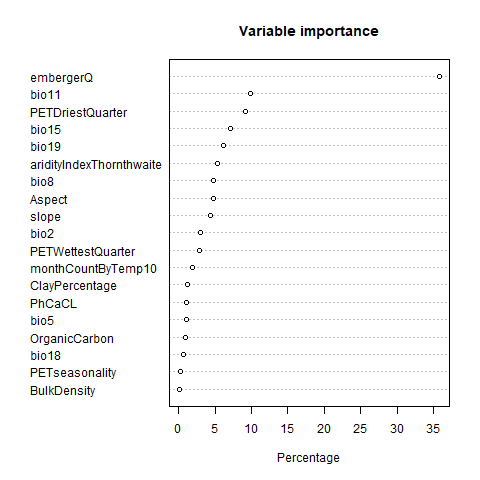 Variable importance
embergerQ
bio11
PETDriestQuarter
bio15
bio19
aridityIndexThornthwaite
bio8
Aspect
slope
bio2
PETWettestQuarter
monthCountByTemp10
ClayPercentage
PhCaCL
bio5
OrganicCarbon
bio18
PETseasonality
BulkDensity
0 5 10 15 20 25 30 35
Percentage